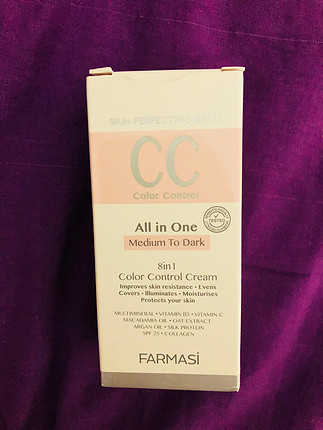 SKIN PERFECTING
CC
Color Control
All in One
TESTED
Medium To Dark
8in1
Color Control Cream
Improves skin resistance • Evens
Covers • Illuminates • Moisturises
Protects your skin
MULTIMINERAL • VITAMIN B3 • VITAMIN C
MACADAMIA OIL • OAT EXTRACT
ARGAN OIL • SILK PROTEIN
SPF 25 • COLLAGEN
FARMASİ